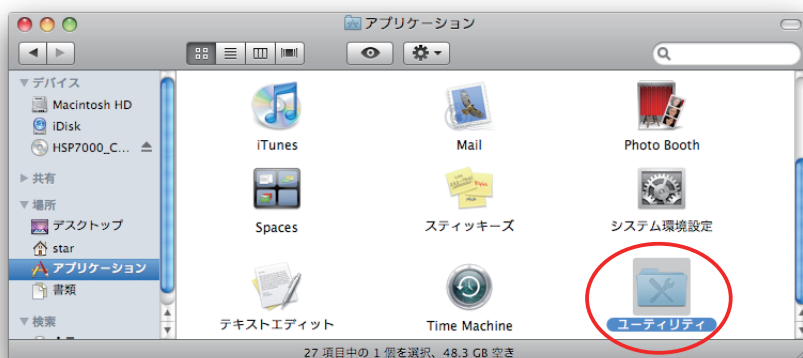 アプリケーション
デバイス
Macintosh HD
iDisk
HSP7000_C...
共有
場所
デスクトップ
star
アプリケーション
書類
検索
iTunes
Mail
Photo Booth
Spaces
スティッキーズ
システム環境設定
テキストエディット
Time Machine
ユーティリティ
27 項目中の 1 個を選択、48.3 GB 空き